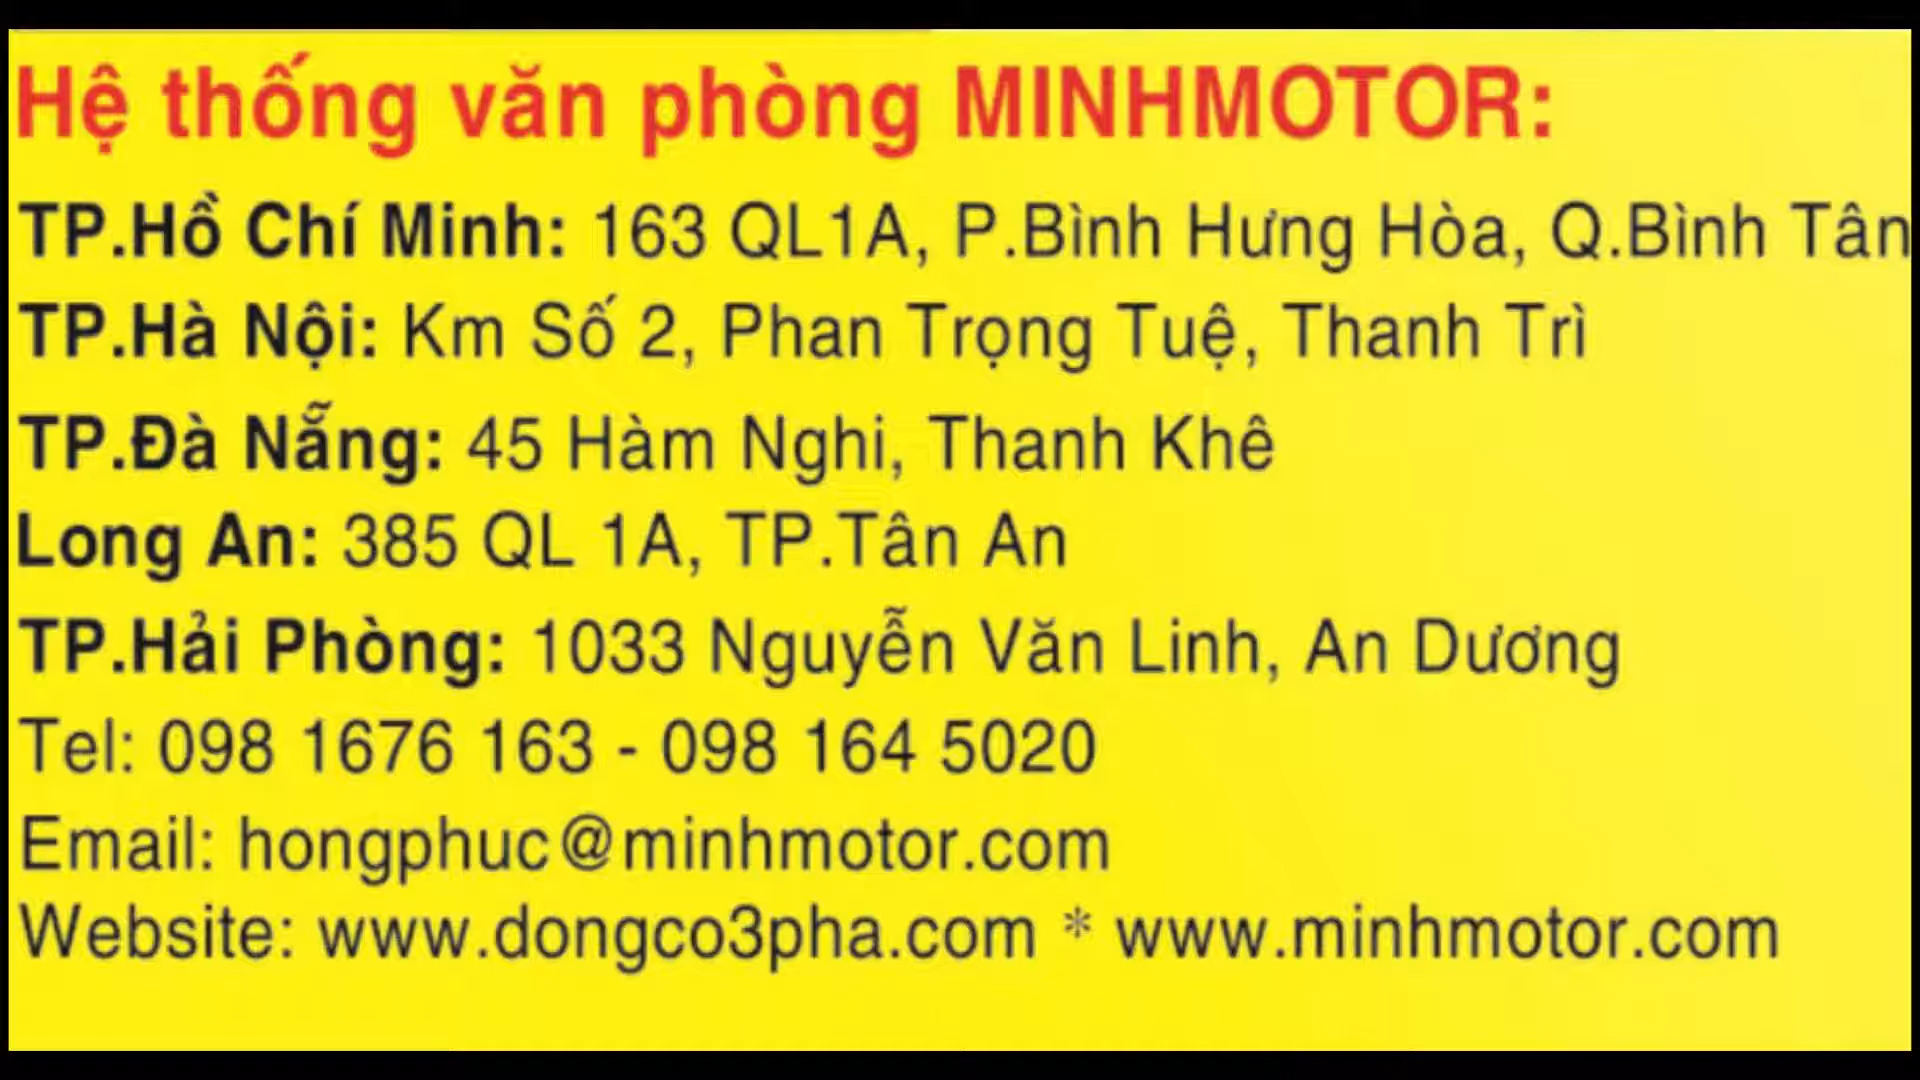 Hệ thống văn phòng MINHMOTOR:
TP.Hồ Chí Minh: 163 QL1A, P.Bình Hưng Hòa, Q.Bình Tân
TP.Hà Nội: Km Số 2, Phan Trọng Tuệ, Thanh Trì
TP.Đà Nẵng: 45 Hàm Nghi, Thanh Khê
Long An: 385 QL 1A, TP.Tân An
TP.Hải Phòng: 1033 Nguyễn Văn Linh, An Dương
Tel: 098 1676 163 - 098 164 5020
Email: hongphuc@minhmotor.com
Website: www.dongco3pha.com * www.minhmotor.com